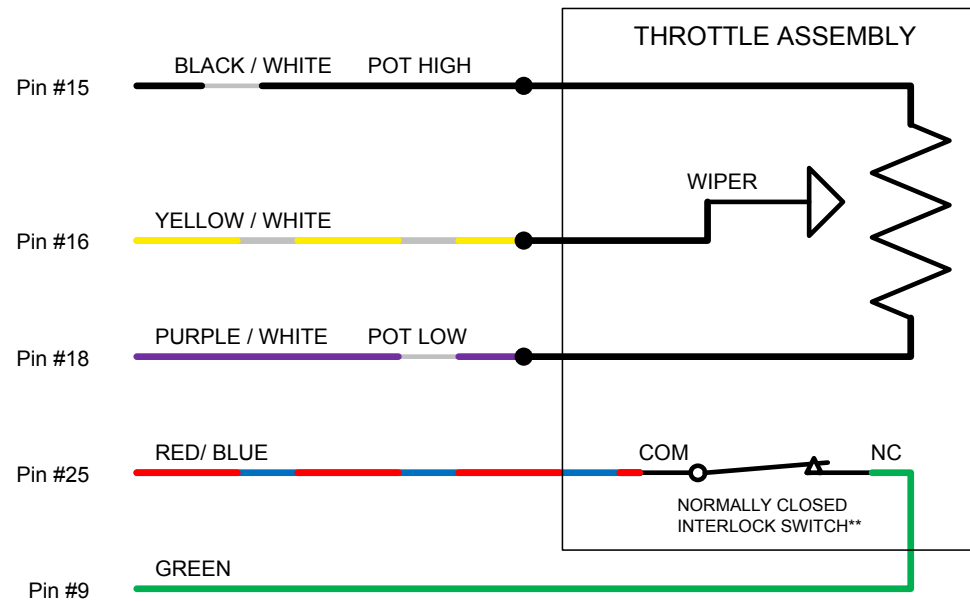 THROTTLE ASSEMBLY
Pin #15 BLACK / WHITE POT HIGH
WIPER
Pin #16 YELLOW / WHITE
Pin #18 PURPLE / WHITE POT LOW
Pin #25 RED/ BLUE COM NC
NORMALLY CLOSED
INTERLOCK SWITCH**
Pin #9 GREEN